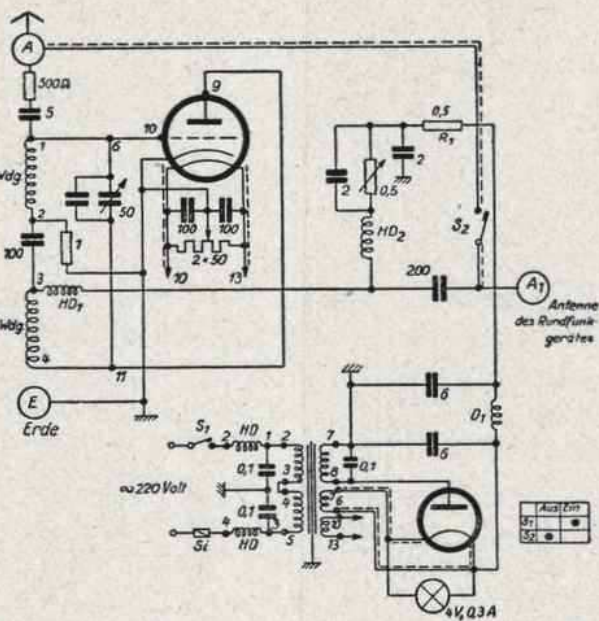 A
500Ω
5
1
Wdg.
2
100
1
3
HD1
Wdg.
4
6
50
10
9
100
100
2×50
10
13
11
E
Erde
2
0,5
2
0,5
R1
HD2
S2
200
A1
Antenne
des Rundfunk-
gerätes
6
6
D1
S1
2
HD
1
2
7
0,1
3
8
0,1
∾220 Volt
4
6
0,1
Si
4
HD
5
13
4V, 0,3A
Aus
Ein
S1
S2